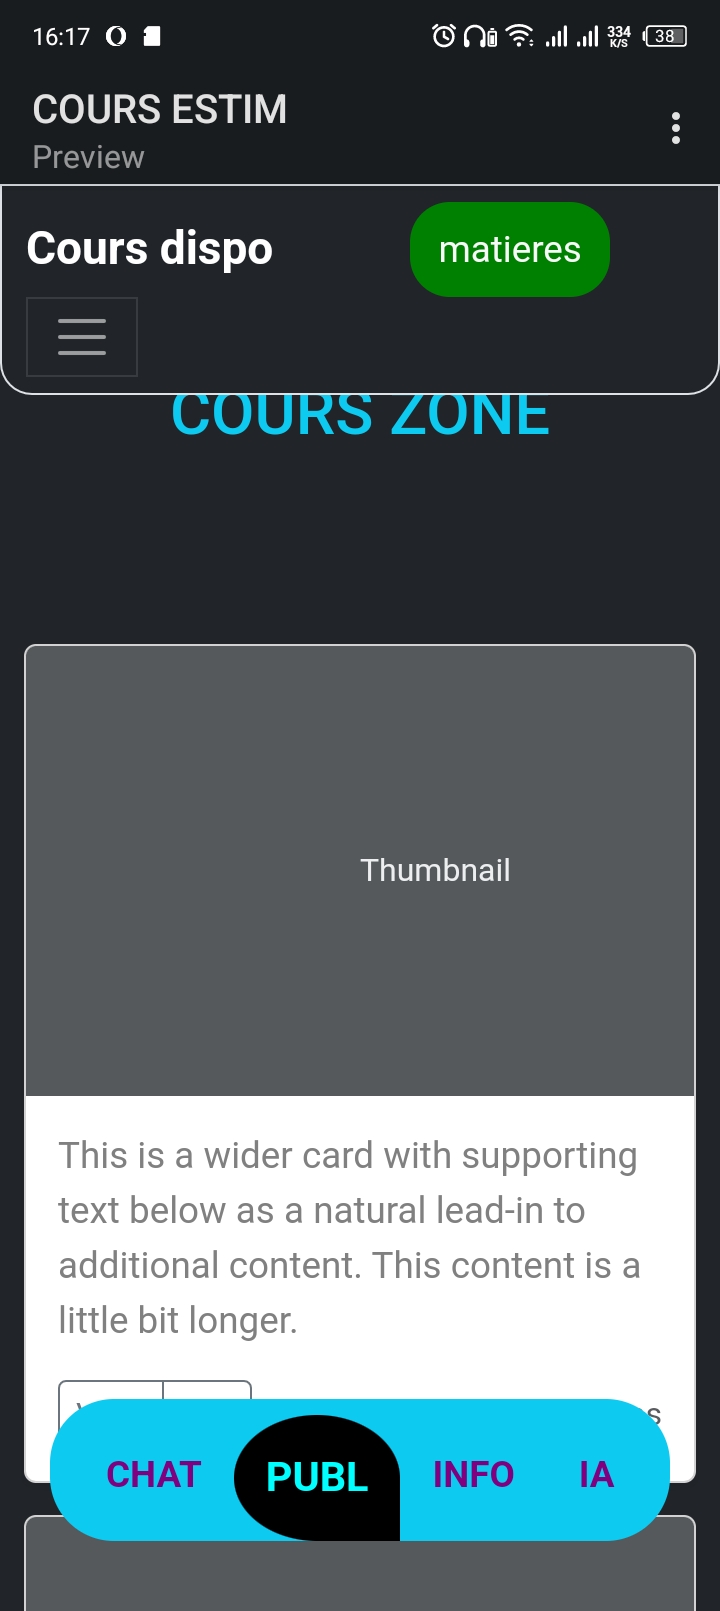 16:17
334
K/S
38
COURS ESTIM
Preview
Cours dispo
matieres
COURS ZONE
Thumbnail
This is a wider card with supporting
text below as a natural lead-in to
additional content. This content is a
little bit longer.
CHAT
PUBL
INFO
IA